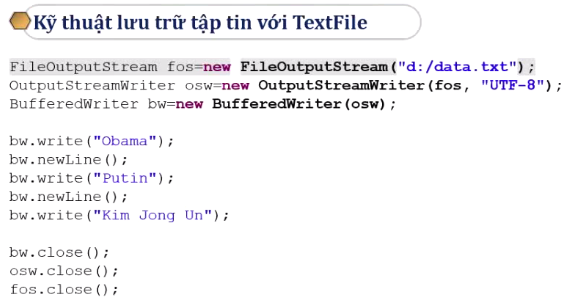 Kỹ thuật lưu trữ tập tin với TextFile
FileOutputStream fos=new FileOutputStream("d:/data.txt");
OutputStreamWriter osw=new OutputStreamWriter(fos, "UTF-8");
BufferedWriter bw=new BufferedWriter(osw);
bw.write("Obama");
bw.newLine();
bw.write("Putin");
bw.newLine();
bw.write("Kim Jong Un");
bw.close();
osw.close();
fos.close();